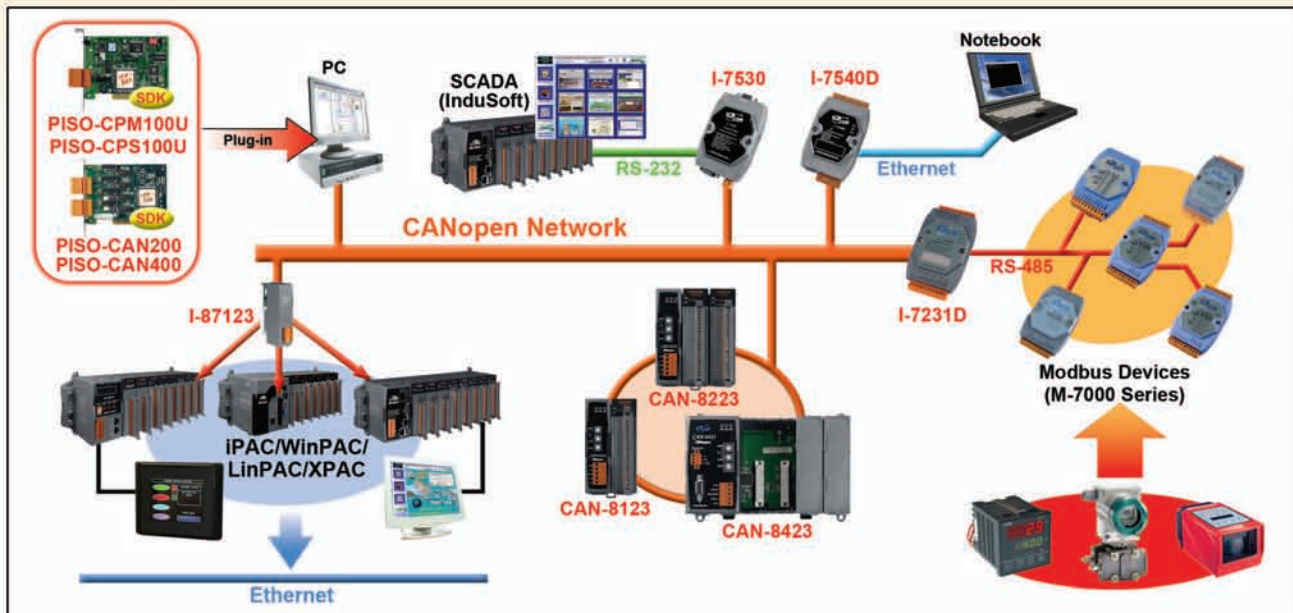 SDK
PISO-CPM100U
PISO-CPS100U
SDK
PISO-CAN200
PISO-CAN400
Plug-in
PC
SCADA
(InduSoft)
RS-232
I-7530
I-7540D
Ethernet
Notebook
CANopen Network
I-87123
I-7231D
RS-485
Modbus Devices
(M-7000 Series)
iPAC/WinPAC/
LinPAC/XPAC
CAN-8223
CAN-8123
CAN-8423
Ethernet